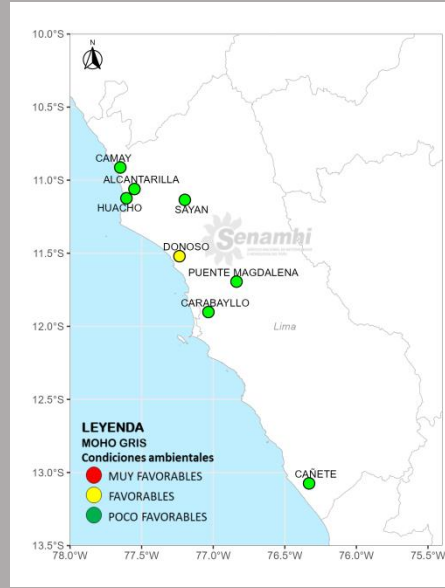 10.0°S
N
10.5°S
CAMAY
11.0°S
ALCANTARILLA
HUACHO
SAYAN
Senamhi
11.5°S
DONOSO
PUENTE MAGDALENA
CARABAYLLO
12.0°S
Lima
12.5°S
LEYENDA
MOHO GRIS
Condiciones ambientales
MUY FAVORABLES
FAVORABLES
POCO FAVORABLES
13.0°S
CAÑETE
13.5°S
78.0°W 77.5°W 77.0°W 76.5°W 76.0°W 75.5°W